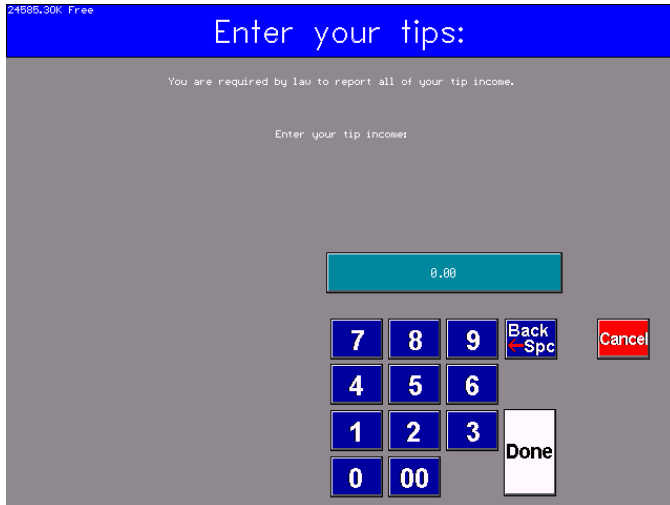 24585.30K Free
Enter your tips:
You are required by law to report all of your tip income.
Enter your tip income:
0.00
7 8 9 Back
←Spc Cancel
4 5 6
1 2 3 Done
0 00